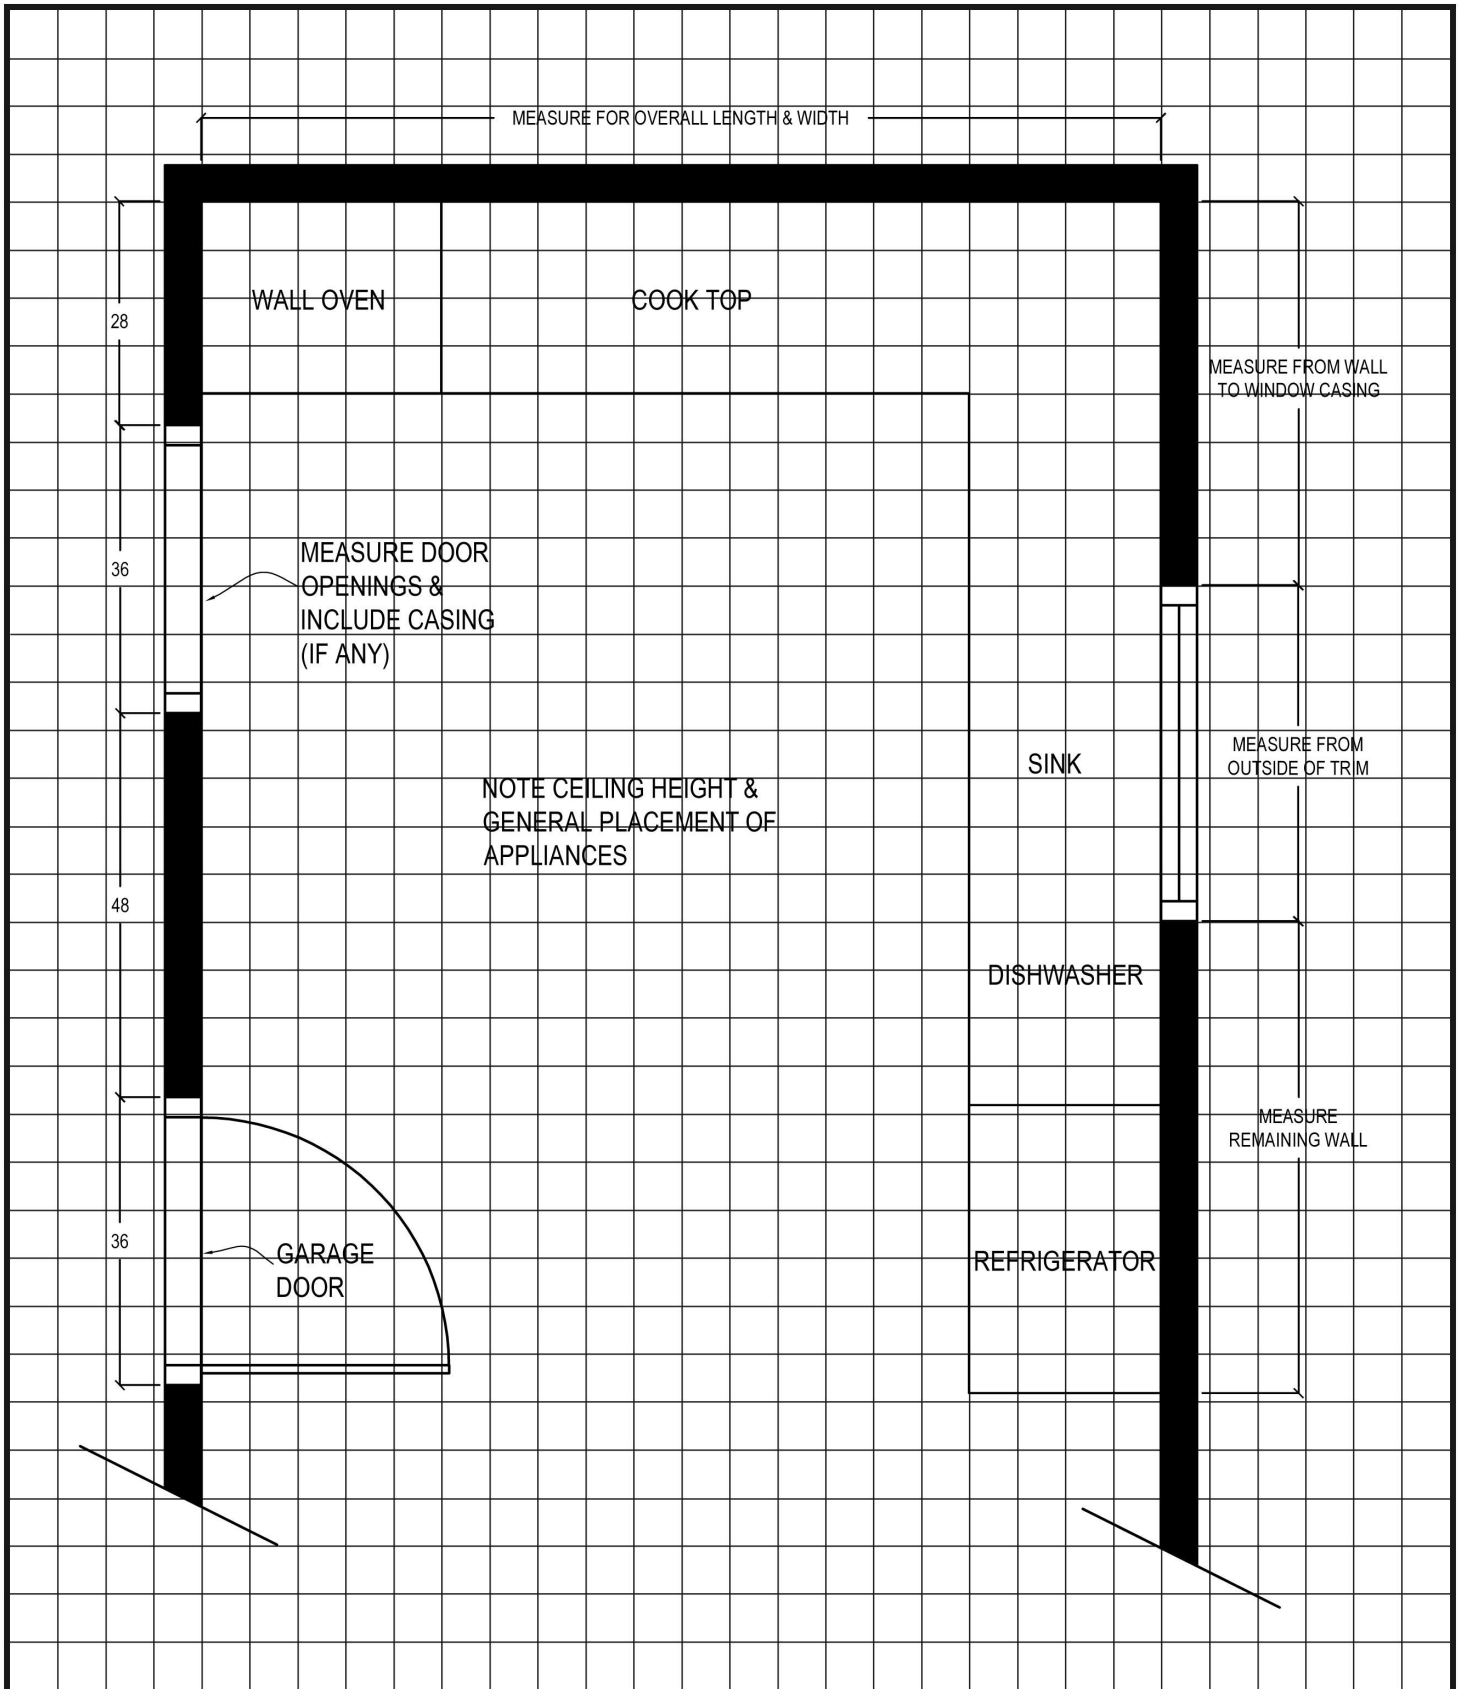 MEASURE FOR OVERALL LENGTH & WIDTH
WALL OVEN
COOK TOP
28
MEASURE FROM WALL
TO WINDOW CASING
36
MEASURE DOOR
OPENINGS &
INCLUDE CASING
(IF ANY)
SINK
MEASURE FROM
OUTSIDE OF TRIM
NOTE CEILING HEIGHT &
GENERAL PLACEMENT OF
APPLIANCES
48
DISHWASHER
MEASURE
REMAINING WALL
36
GARAGE
DOOR
REFRIGERATOR